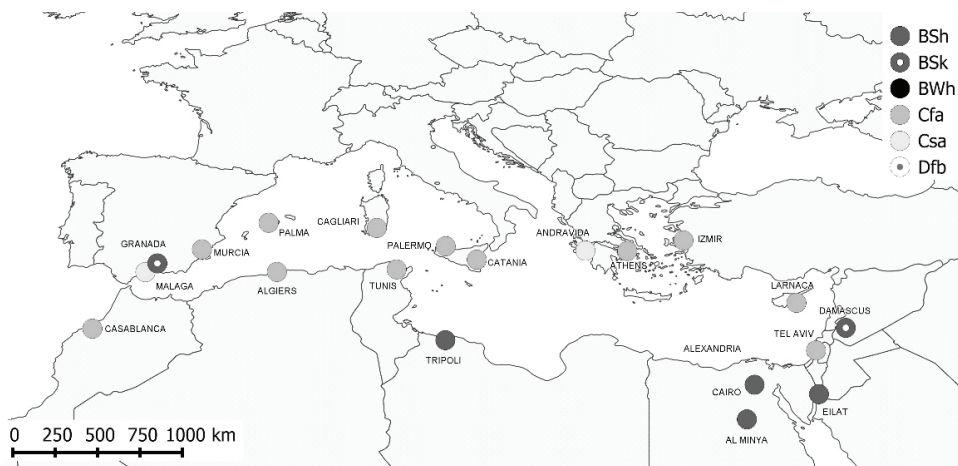 BSh
BSk
BWh
Cfa
Csa
Dfb
GRANADA
MURCIA
PALMA
CAGLIARI
PALERMO
ANDRAVIDA
IZMIR
CATANIA
ATHENS
MALAGA
ALGIERS
TUNIS
LARNACA
DAMASCUS
CASABLANCA
TRIPOLI
ALEXANDRIA
TEL AVIV
CAIRO
EILAT
AL MINYA
0 250 500 750 1000 km